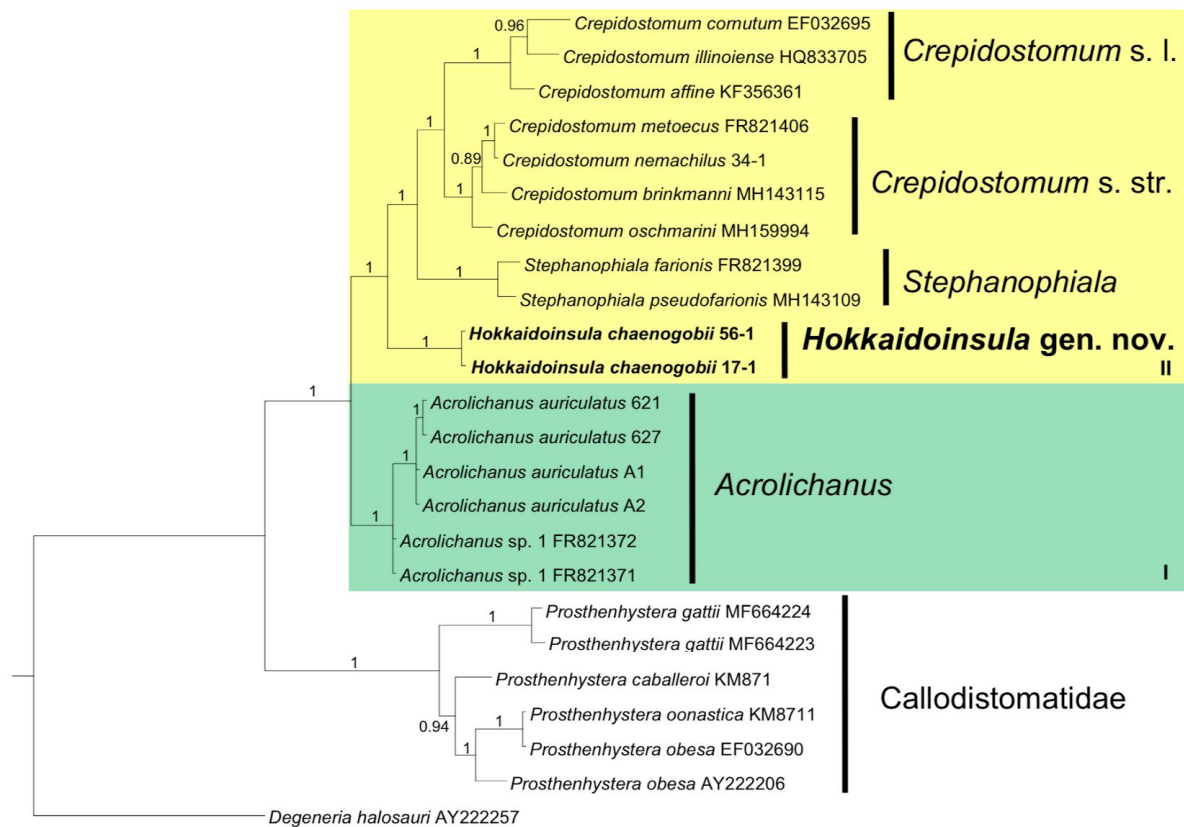 0.96
Crepidostomum cornutum EF032695
Crepidostomum illinoiense HQ833705
Crepidostomum s. l.
1
Crepidostomum affine KF356361
1
Crepidostomum metoecus FR821406
1
0.89
Crepidostomum nemachilus 34-1
Crepidostomum s. str.
1
Crepidostomum brinkmanni MH143115
Crepidostomum oschmarini MH159994
1
Stephanophiala farionis FR821399
1
1
Stephanophiala
Stephanophiala pseudofarionis MH143109
Hokkaidoinsula chaenogobii 56-1
Hokkaidoinsula gen. nov.
1
Hokkaidoinsula chaenogobii 17-1
II
1
Acrolichanus auriculatus 621
1
Acrolichanus auriculatus 627
1
Acrolichanus auriculatus A1
Acrolichanus
Acrolichanus auriculatus A2
1
Acrolichanus sp. 1 FR821372
Acrolichanus sp. 1 FR821371
I
Prosthenhystera gattii MF664224
1
Prosthenhystera gattii MF664223
1
Prosthenhystera caballeroi KM871
Callodistomatidae
Prosthenhystera oonastica KM8711
1
0.94
Prosthenhystera obesa EF032690
1
Prosthenhystera obesa AY222206
Degeneria halosauri AY222257